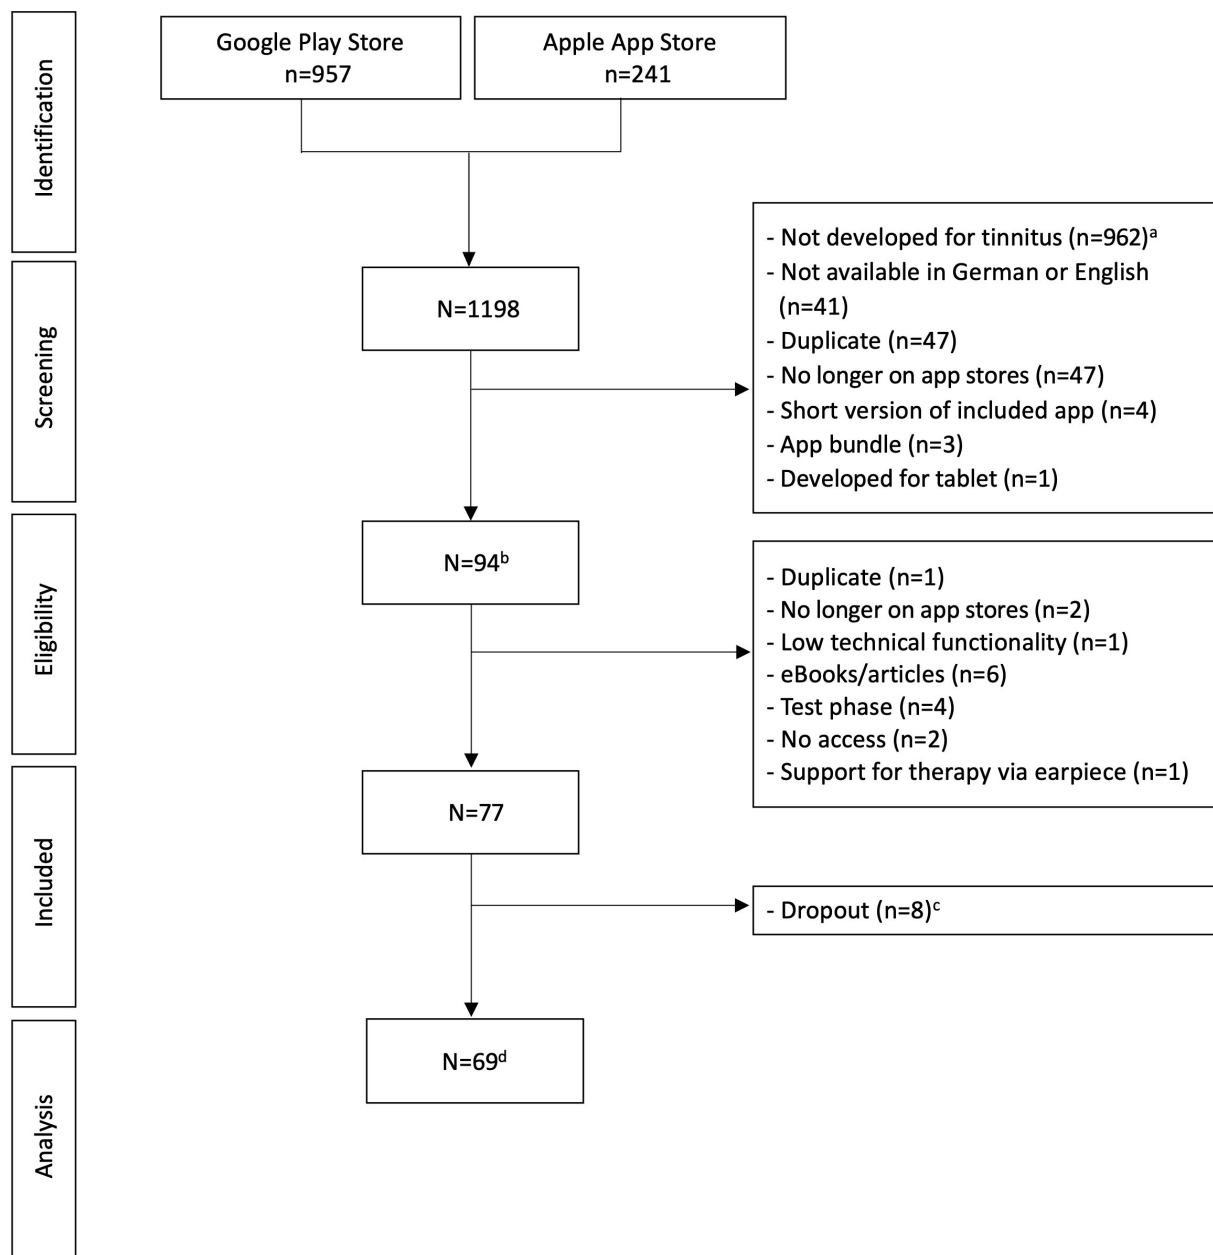 Identification
Google Play Store
n=957
Apple App Store
n=241
Screening
N=1198
- Not developed for tinnitus (n=962)ᵃ
- Not available in German or English
(n=41)
- Duplicate (n=47)
- No longer on app stores (n=47)
- Short version of included app (n=4)
- App bundle (n=3)
- Developed for tablet (n=1)
Eligibility
N=94ᵇ
- Duplicate (n=1)
- No longer on app stores (n=2)
- Low technical functionality (n=1)
- eBooks/articles (n=6)
- Test phase (n=4)
- No access (n=2)
- Support for therapy via earpiece (n=1)
Included
N=77
- Dropout (n=8)ᶜ
Analysis
N=69ᵈ